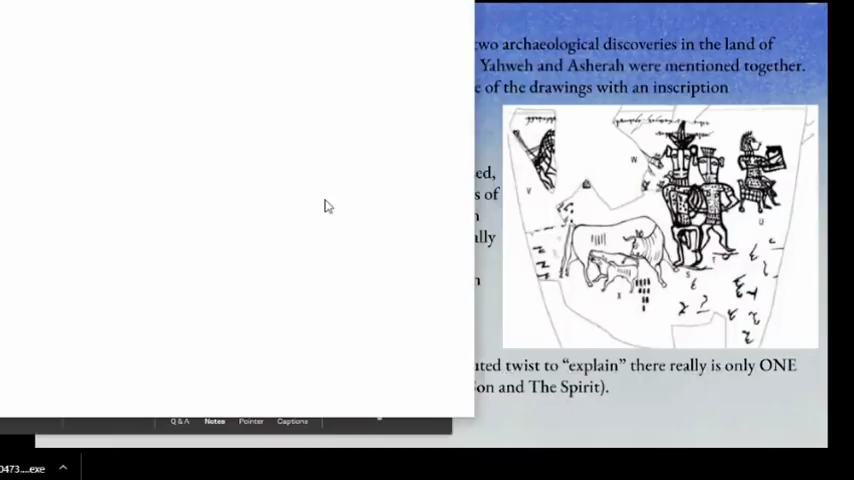 two archaeological discoveries in the land of
Yahweh and Asherah were mentioned together.
e of the drawings with an inscription
ed,
s of
n
ally
n
W
V
U
T
S
X
uted twist to “explain” there really is only ONE
on and The Spirit).
Q & A Notes Pointer Captions
0473....exe